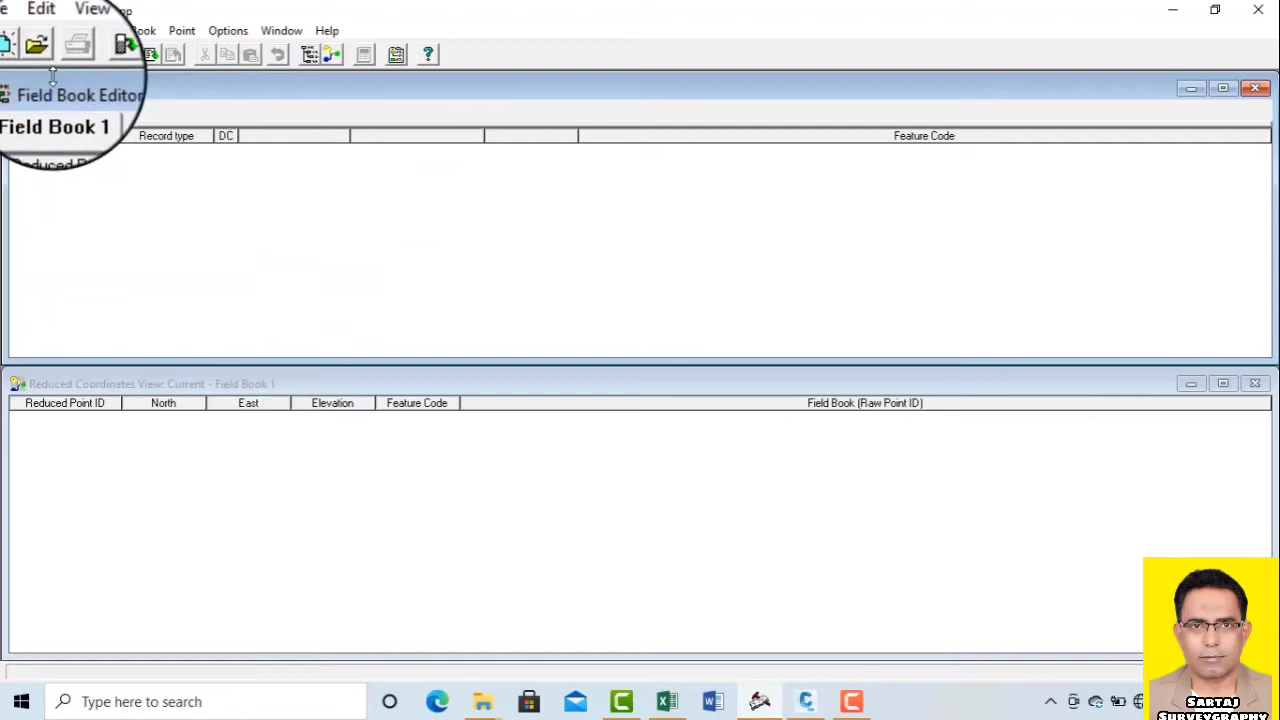 Edit View
Point Options Window Help
Field Book Editor
Field Book 1
Record type DC Feature Code
Reduced Coordinates View: Current - Field Book 1
Reduced Point ID North East Elevation Feature Code Field Book (Raw Point ID)
Type here to search
SARTAJ
SURVEYGRAPHY